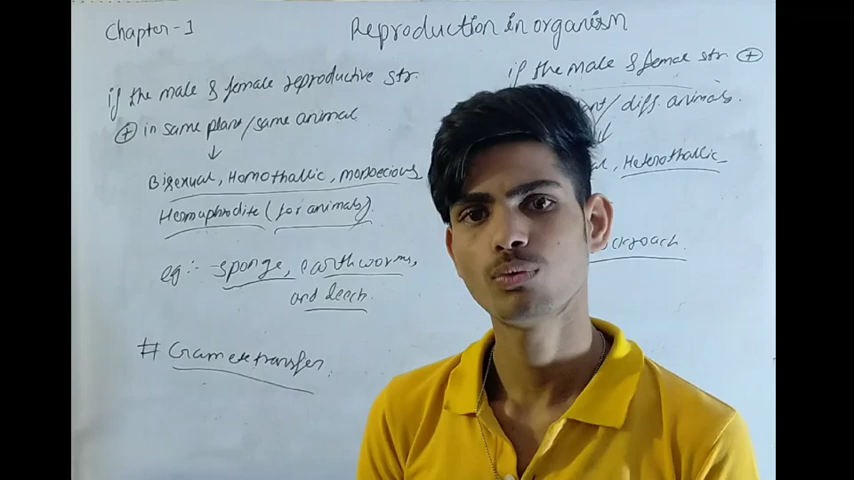 Chapter-1
Reproduction in organism
if the male & female reproductive str.
⊕ in same plant/same animal
↓
Bisexual, Homothallic, monoecious
Hermaphrodite (for animals).
eg:- sponge, earthworms,
and leech.
# Gamete transfer.
if the male & female str. ⊕
/diff. animals.
, Heterothallic